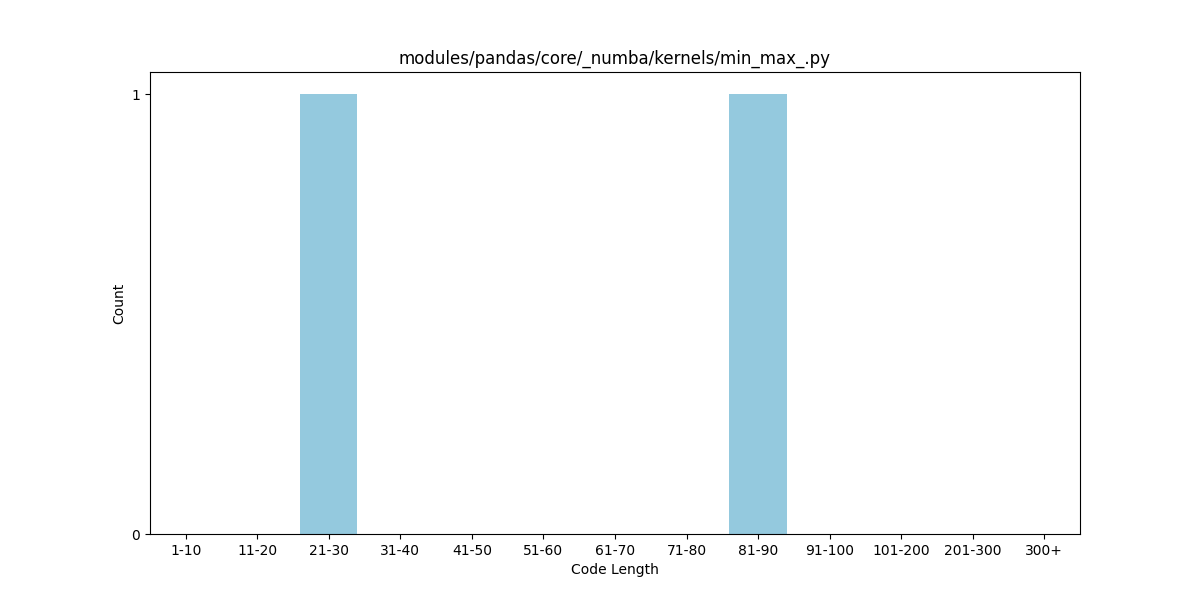 modules/pandas/core/_numba/kernels/min_max_.py
1
Count
0
1-10 11-20 21-30 31-40 41-50 51-60 61-70 71-80 81-90 91-100 101-200 201-300 300+
Code Length